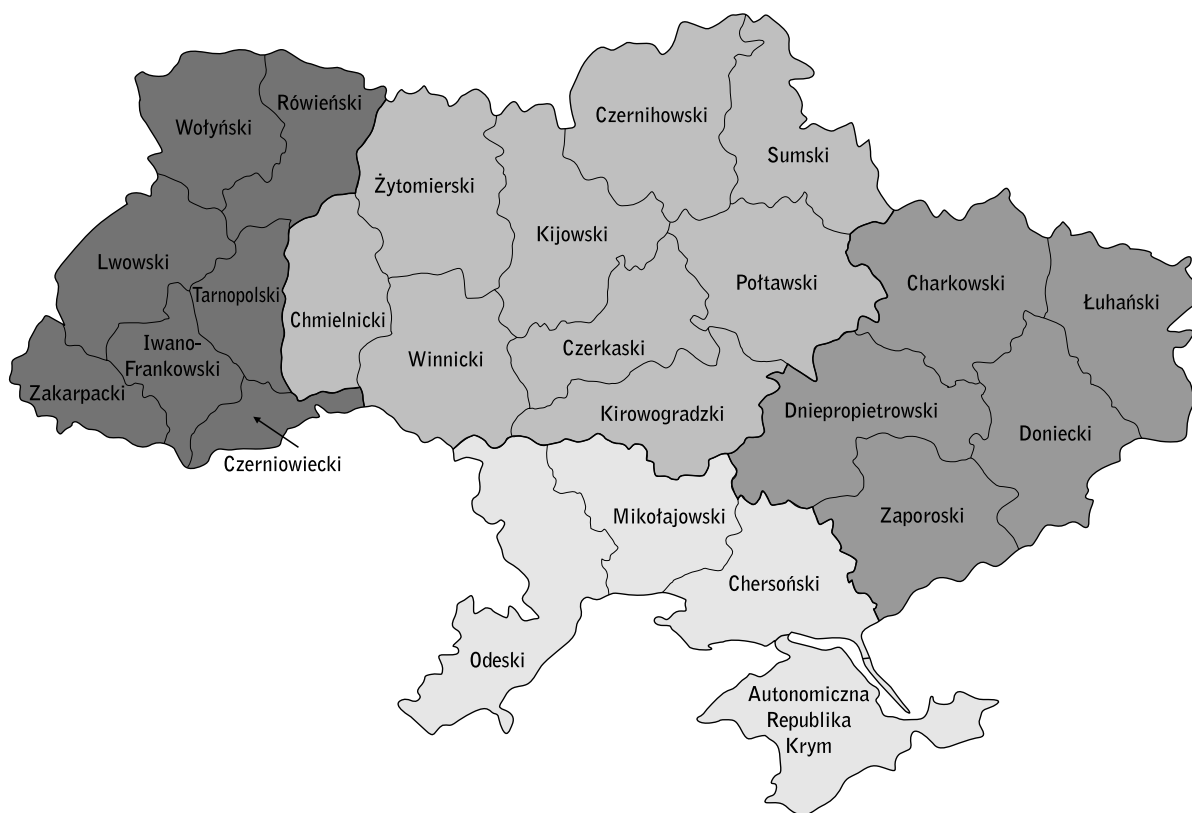 Rówieński
Wołyński
Czernihowski
Sumski
Żytomierski
Kijowski
Lwowski
Tarnopolski
Chmielnicki
Połtawski
Charkowski
Łuhański
Iwano-
Frankowski
Zakarpacki
Winnicki
Czerkaski
Kirowogradzki
Dniepropietrowski
Doniecki
Czerniowiecki
Mikołajowski
Zaporoski
Chersoński
Odeski
Autonomiczna
Republika
Krym